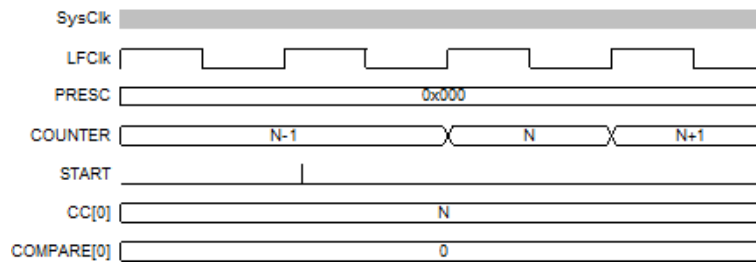 SysClk
LFClk
PRESC 0x000
COUNTER N-1 N N+1
START
CC[0] N
COMPARE[0] 0